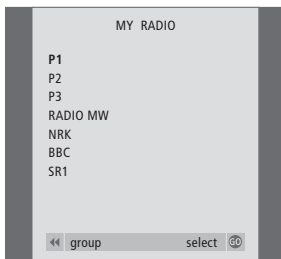 MY RADIO
P1
P2
P3
RADIO MW
NRK
BBC
SR1
group select GO